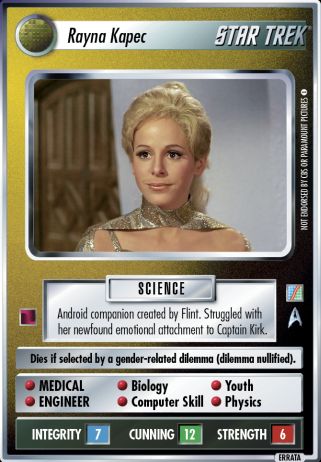 Rayna Kapec
STAR TREK
NOT ENDORSED BY CBS OR PARAMOUNT PICTURES
SCIENCE
Android companion created by Flint. Struggled with
her newfound emotional attachment to Captain Kirk.
Dies if selected by a gender-related dilemma (dilemma nullified).
MEDICAL
Biology
Youth
ENGINEER
Computer Skill
Physics
INTEGRITY 7 CUNNING 12 STRENGTH 6
ERRATA